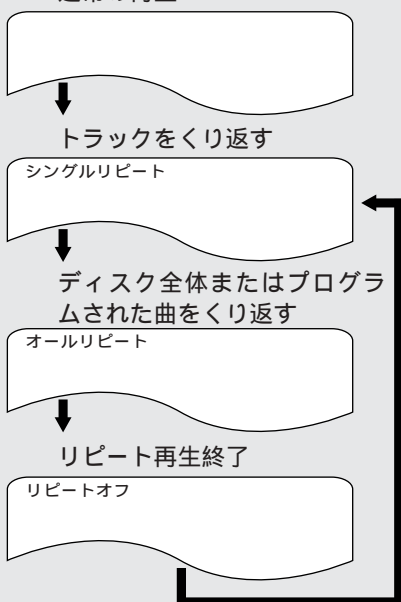 トラックをくり返す
シングルリピート
ディスク全体またはプログラ
ムされた曲をくり返す
オールリピート
リピート再生終了
リピートオフ